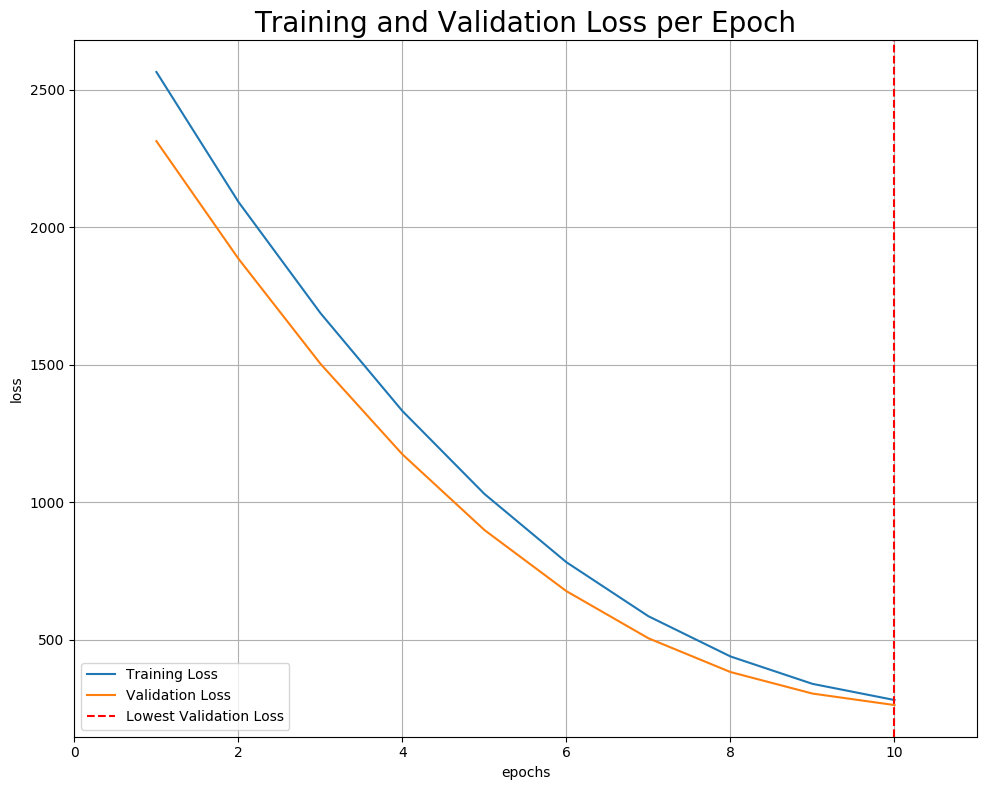 Training and Validation Loss per Epoch
2500
2000
1500
1000
500
loss
Training Loss
Validation Loss
Lowest Validation Loss
0 2 4 6 8 10
epochs